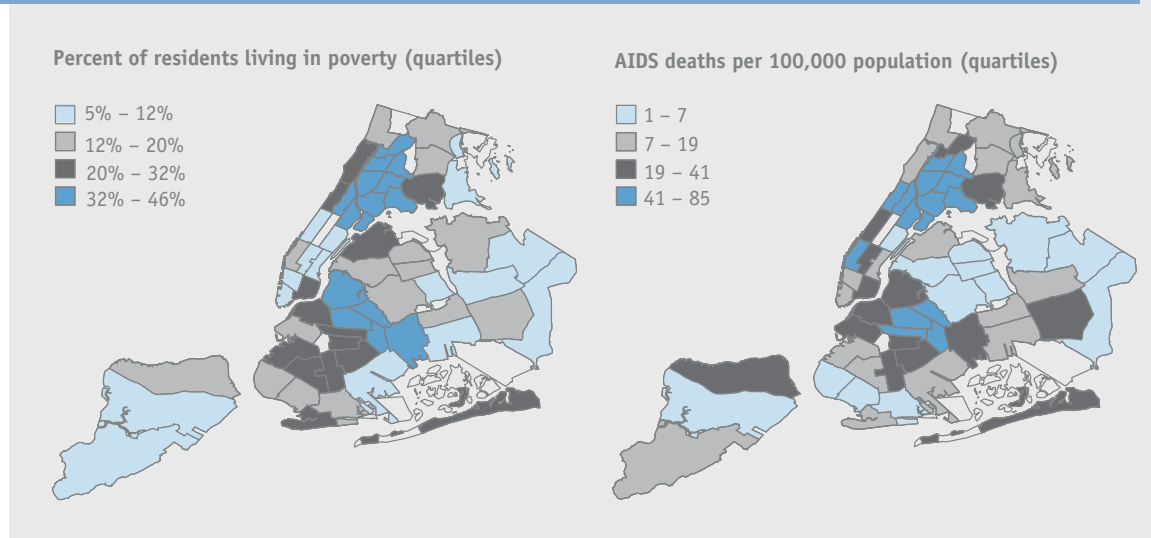 Percent of residents living in poverty (quartiles)
5% – 12%
12% – 20%
20% – 32%
32% – 46%
AIDS deaths per 100,000 population (quartiles)
1 – 7
7 – 19
19 – 41
41 – 85